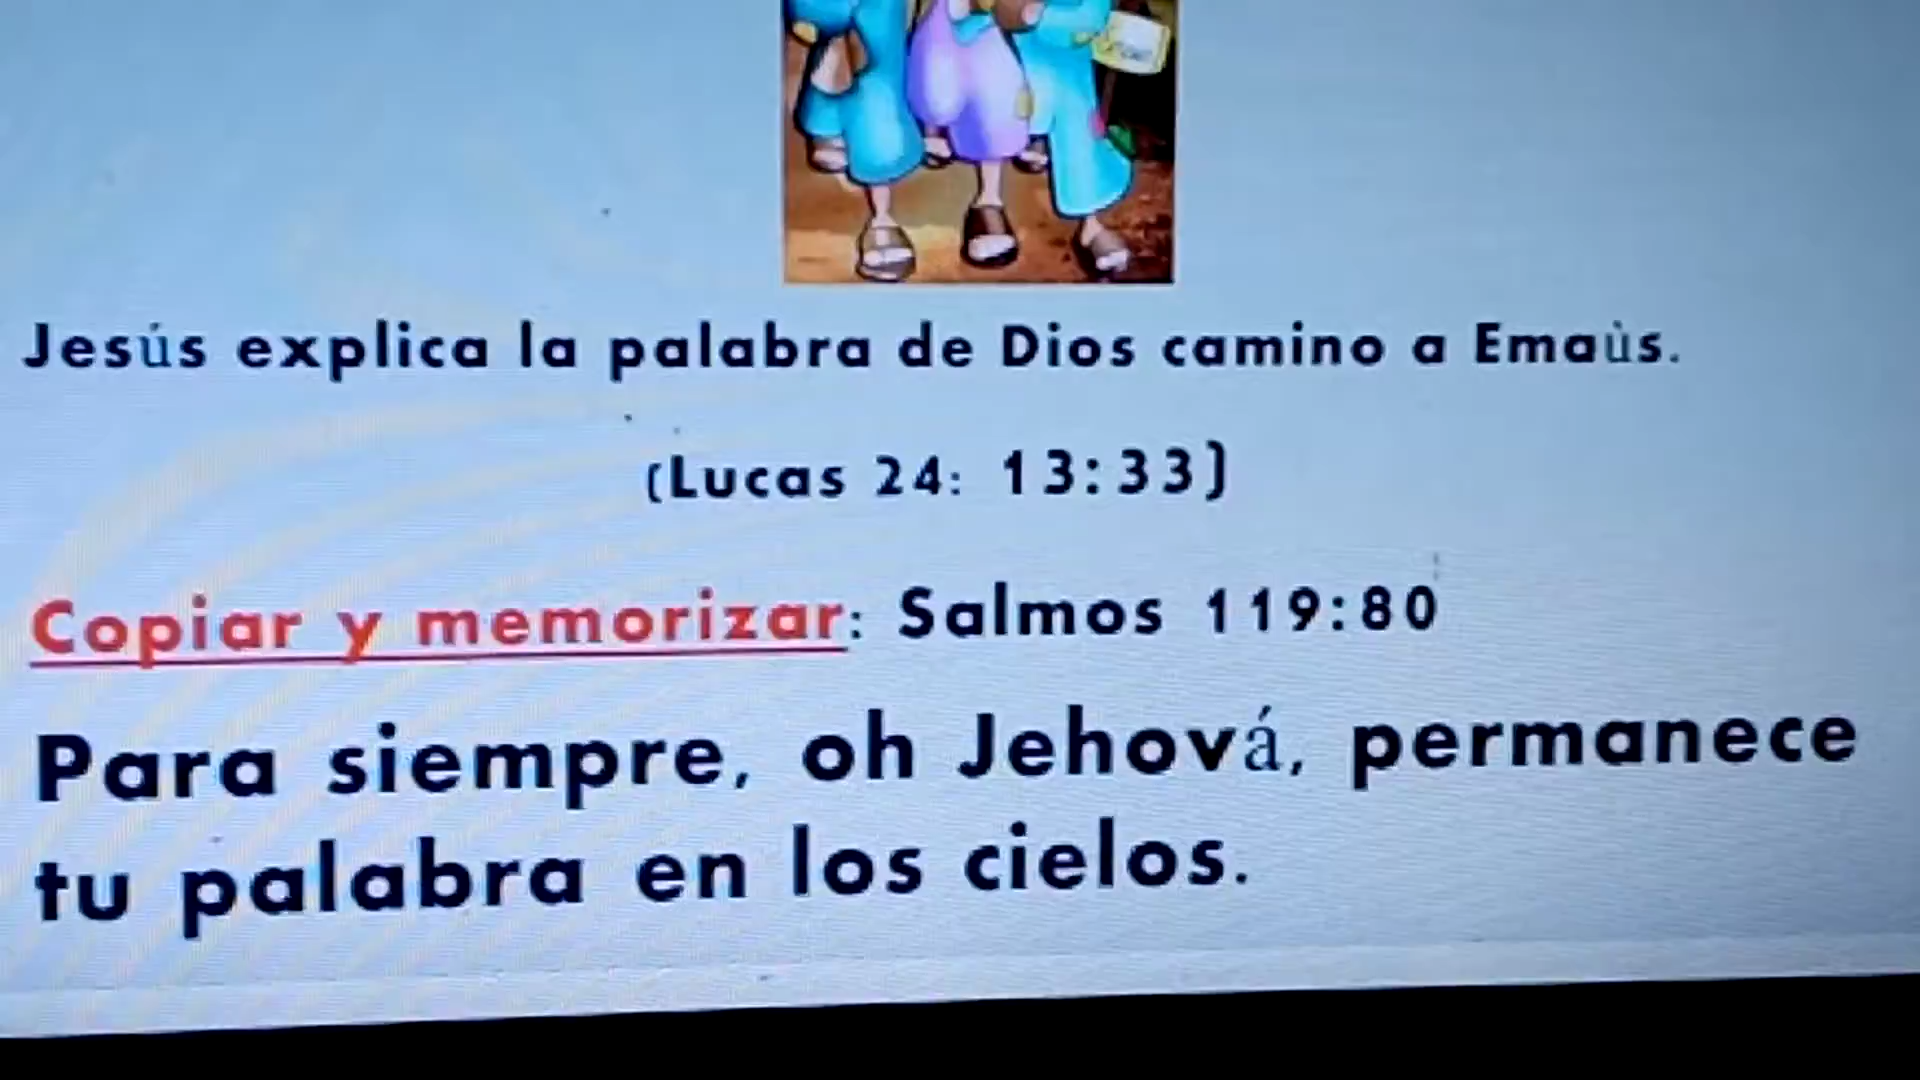 Jesús explica la palabra de Dios camino a Emaùs.
(Lucas 24: 13:33)
Copiar y memorizar: Salmos 119:80
Para siempre, oh Jehová, permanece
tu palabra en los cielos.